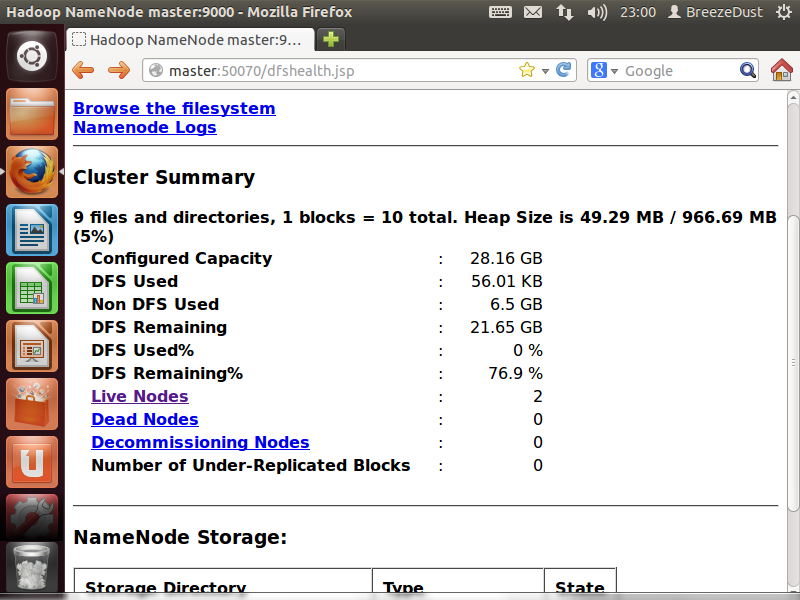 Hadoop NameNode master:9000 - Mozilla Firefox
23:00 BreezeDust
Hadoop NameNode master:9...
master:50070/dfshealth.jsp
8 Google
Browse the filesystem
Namenode Logs
Cluster Summary
9 files and directories, 1 blocks = 10 total. Heap Size is 49.29 MB / 966.69 MB
(5%)
Configured Capacity : 28.16 GB
DFS Used : 56.01 KB
Non DFS Used : 6.5 GB
DFS Remaining : 21.65 GB
DFS Used% : 0 %
DFS Remaining% : 76.9 %
Live Nodes : 2
Dead Nodes : 0
Decommissioning Nodes : 0
Number of Under-Replicated Blocks : 0
NameNode Storage:
Storage Directory Type State